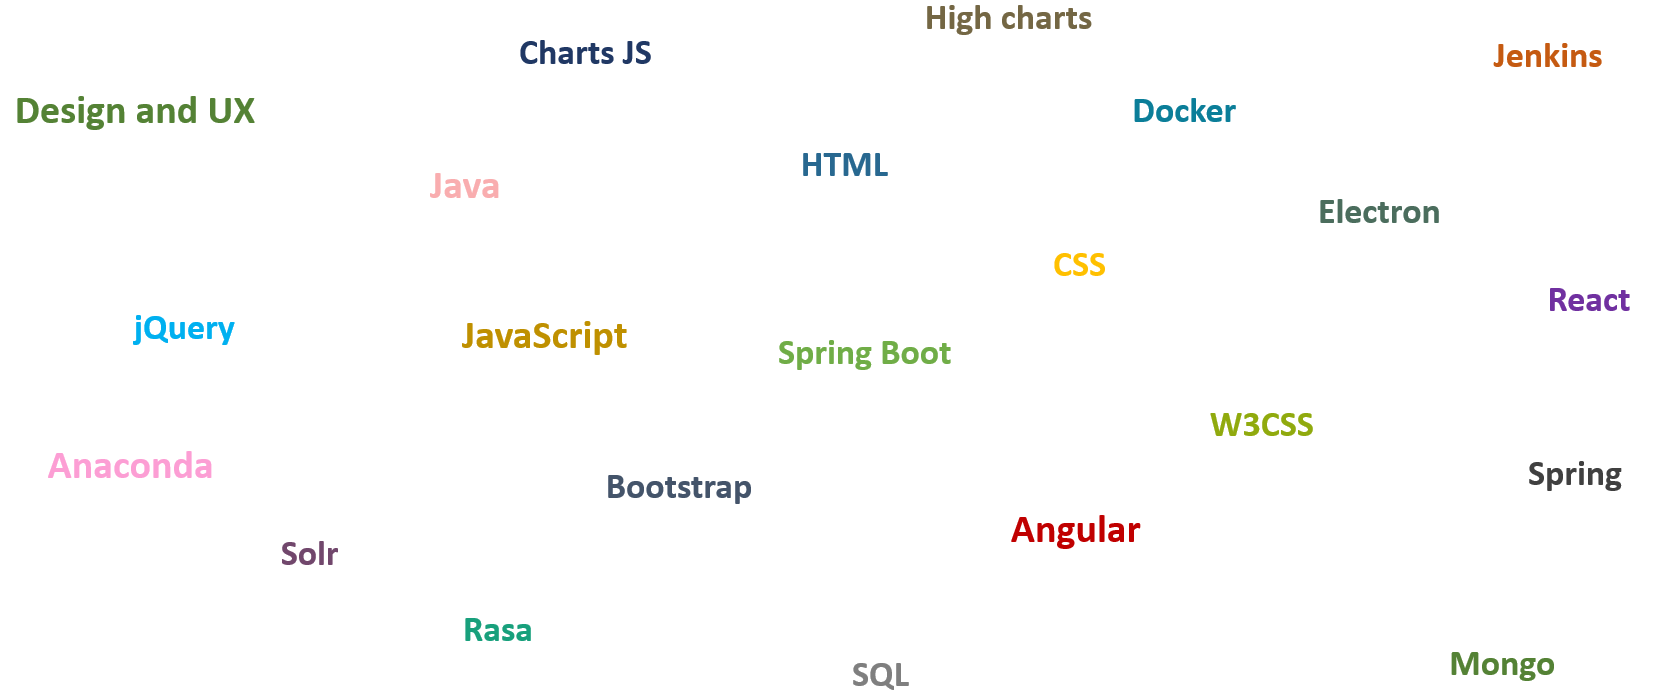 High charts
Charts JS
Jenkins
Design and UX
Docker
HTML
Java
Electron
CSS
React
jQuery
JavaScript
Spring Boot
W3CSS
Anaconda
Spring
Bootstrap
Angular
Solr
Rasa
Mongo
SQL